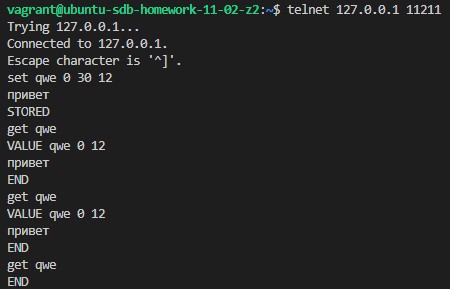 vagrant@ubuntu-sdb-homework-11-02-z2:~$ telnet 127.0.0.1 11211
Trying 127.0.0.1...
Connected to 127.0.0.1.
Escape character is '^]'.
set qwe 0 30 12
привет
STORED
get qwe
VALUE qwe 0 12
привет
END
get qwe
VALUE qwe 0 12
привет
END
get qwe
END